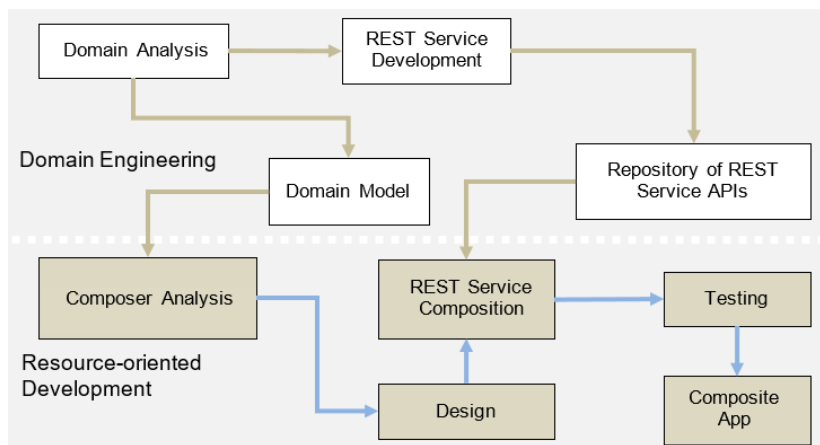 Domain Analysis
REST Service
Development
Domain Engineering
Domain Model
Repository of REST
Service APIs
Composer Analysis
REST Service
Composition
Testing
Resource-oriented
Development
Design
Composite
App